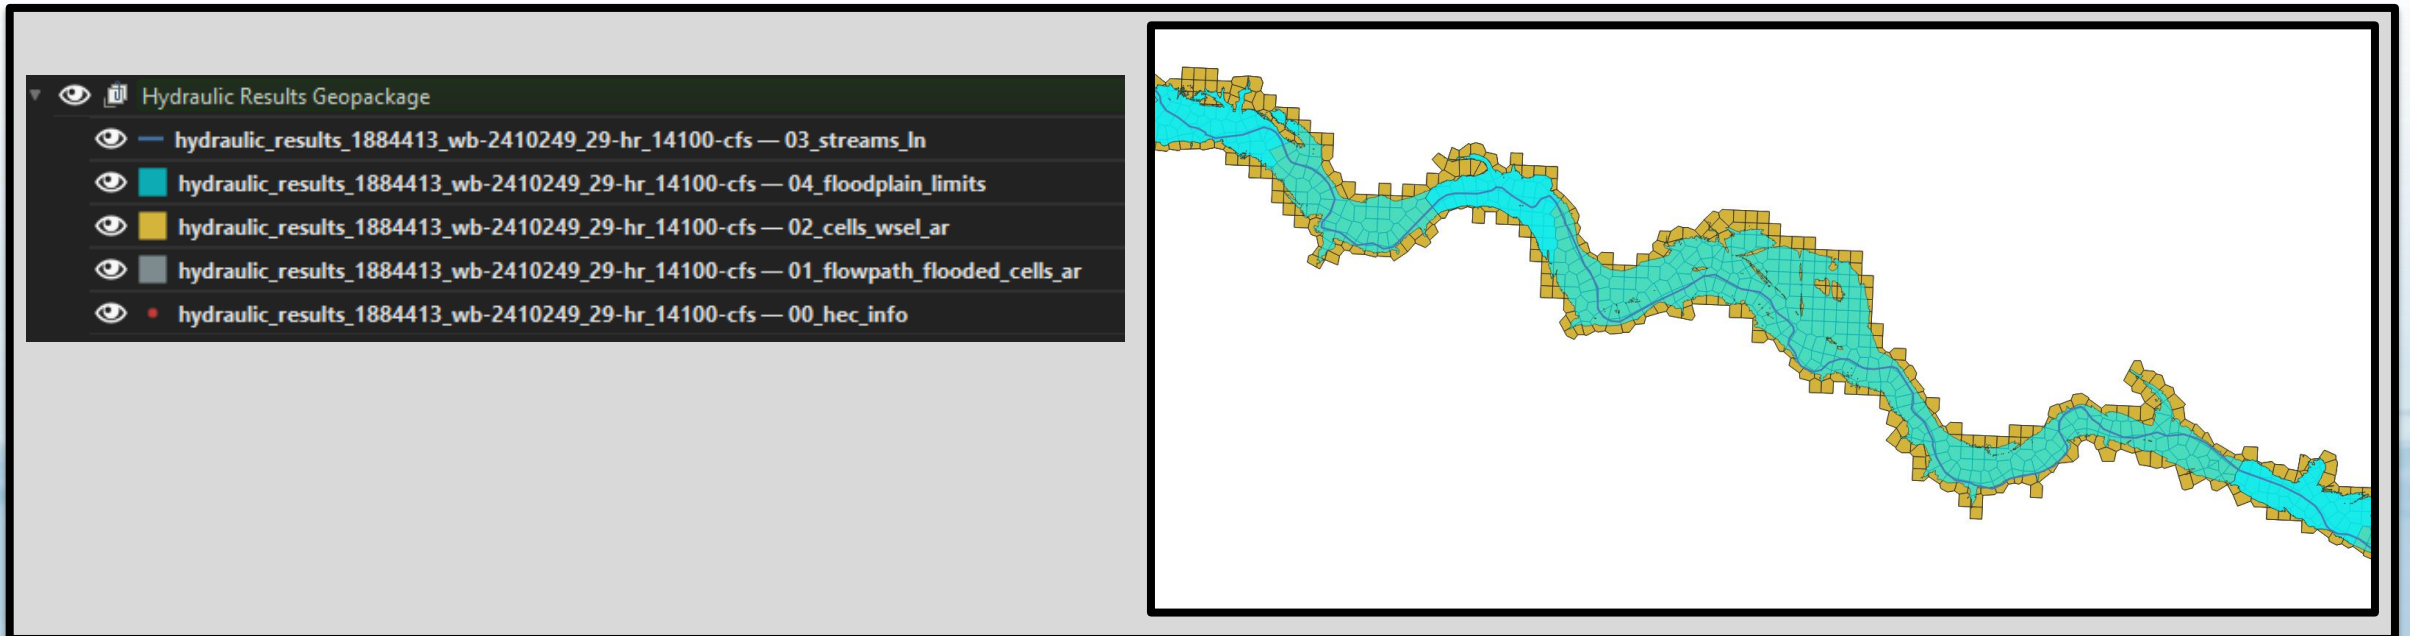 Hydraulic Results Geopackage
hydraulic_results_1884413_wb-2410249_29-hr_14100-cfs — 03_streams_ln
hydraulic_results_1884413_wb-2410249_29-hr_14100-cfs — 04_floodplain_limits
hydraulic_results_1884413_wb-2410249_29-hr_14100-cfs — 02_cells_wsel_ar
hydraulic_results_1884413_wb-2410249_29-hr_14100-cfs — 01_flowpath_flooded_cells_ar
hydraulic_results_1884413_wb-2410249_29-hr_14100-cfs — 00_hec_info